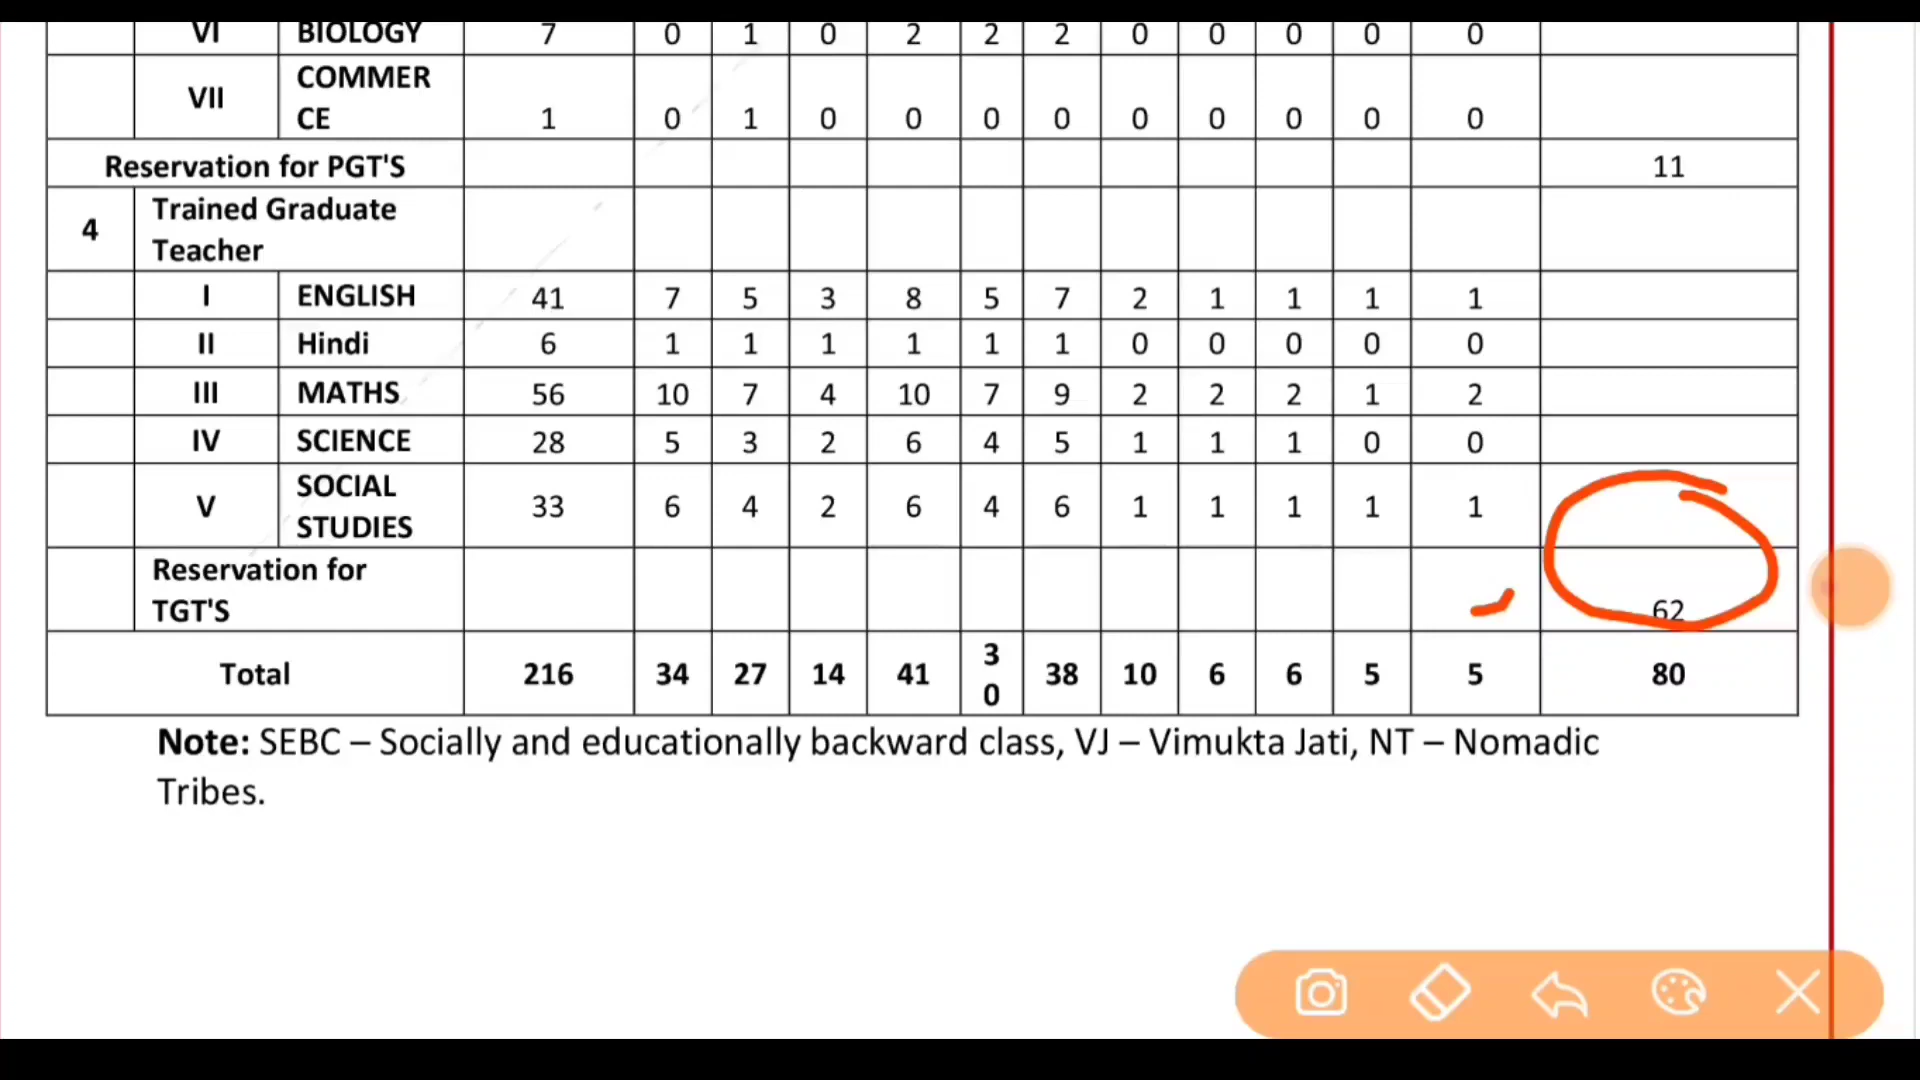 VI BIOLOGY 7 0 1 0 2 2 2 0 0 0 0 0
VII COMMER
CE 1 0 1 0 0 0 0 0 0 0 0 0
Reservation for PGT'S 11
4 Trained Graduate
Teacher
I ENGLISH 41 7 5 3 8 5 7 2 1 1 1 1
II Hindi 6 1 1 1 1 1 1 0 0 0 0 0
III MATHS 56 10 7 4 10 7 9 2 2 2 1 2
IV SCIENCE 28 5 3 2 6 4 5 1 1 1 0 0
V SOCIAL
STUDIES 33 6 4 2 6 4 6 1 1 1 1 1
Reservation for
TGT'S 62
Total 216 34 27 14 41 3
0 38 10 6 6 5 5 80
Note: SEBC – Socially and educationally backward class, VJ – Vimukta Jati, NT – Nomadic
Tribes.